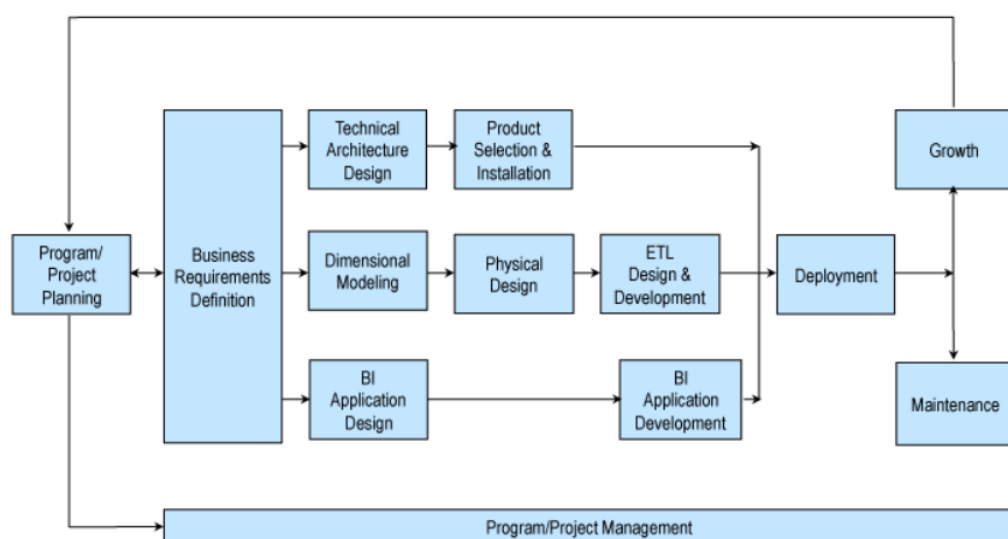 Technical
Architecture
Design
Product
Selection &
Installation
Growth
Program/
Project
Planning
Business
Requirements
Definition
Dimensional
Modeling
Physical
Design
ETL
Design &
Development
Deployment
BI
Application
Design
BI
Application
Development
Maintenance
Program/Project Management